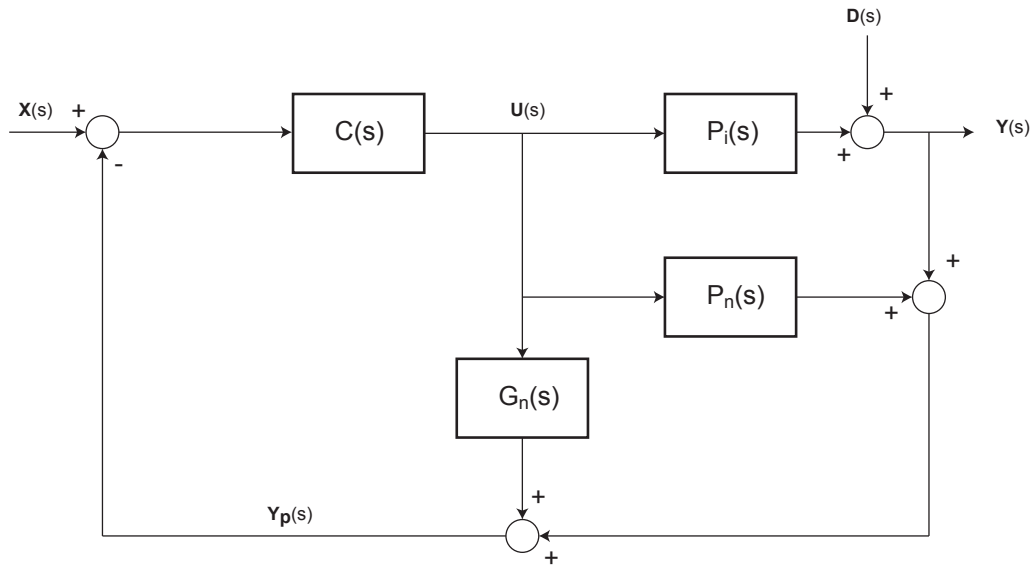 D(s)
+
X(s)
+
C(s)
U(s)
Pi(s)
+
Y(s)
-
+
Pn(s)
+
Gn(s)
+
Yp(s)
+